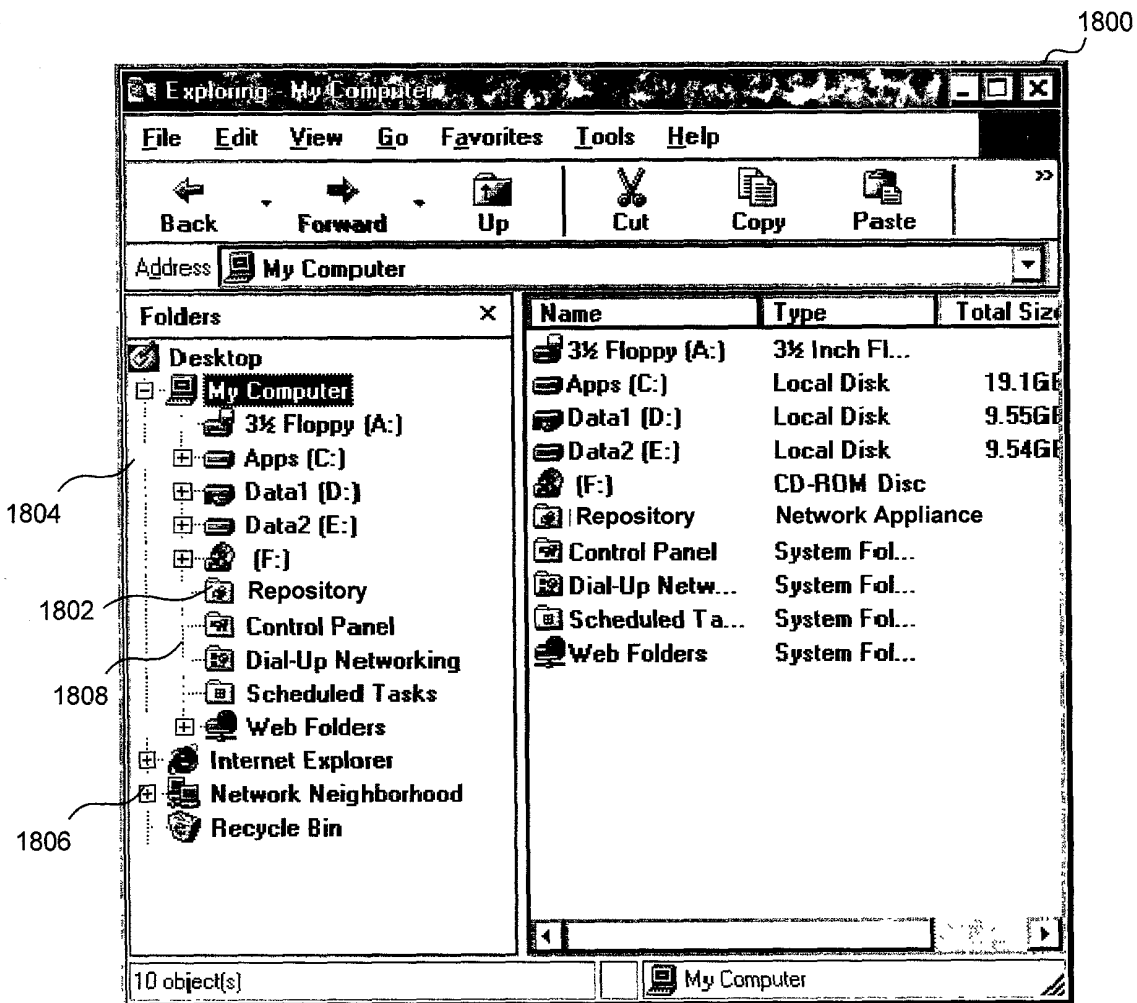 1800
Exploring - My Computer
File Edit View Go Favorites Tools Help
Back Forward Up Cut Copy Paste »
Address My Computer
Folders ×
Desktop
My Computer
3½ Floppy (A:)
Apps (C:)
Data1 (D:)
Data2 (E:)
(F:)
Repository
Control Panel
Dial-Up Networking
Scheduled Tasks
Web Folders
Internet Explorer
Network Neighborhood
Recycle Bin
1804
1802
1808
1806
Name Type Total Size
3½ Floppy (A:) 3½ Inch Fl...
Apps (C:) Local Disk 19.1GB
Data1 (D:) Local Disk 9.55GB
Data2 (E:) Local Disk 9.54GB
(F:) CD-ROM Disc
Repository Network Appliance
Control Panel System Fol...
Dial-Up Netw... System Fol...
Scheduled Ta... System Fol...
Web Folders System Fol...
10 object(s) My Computer